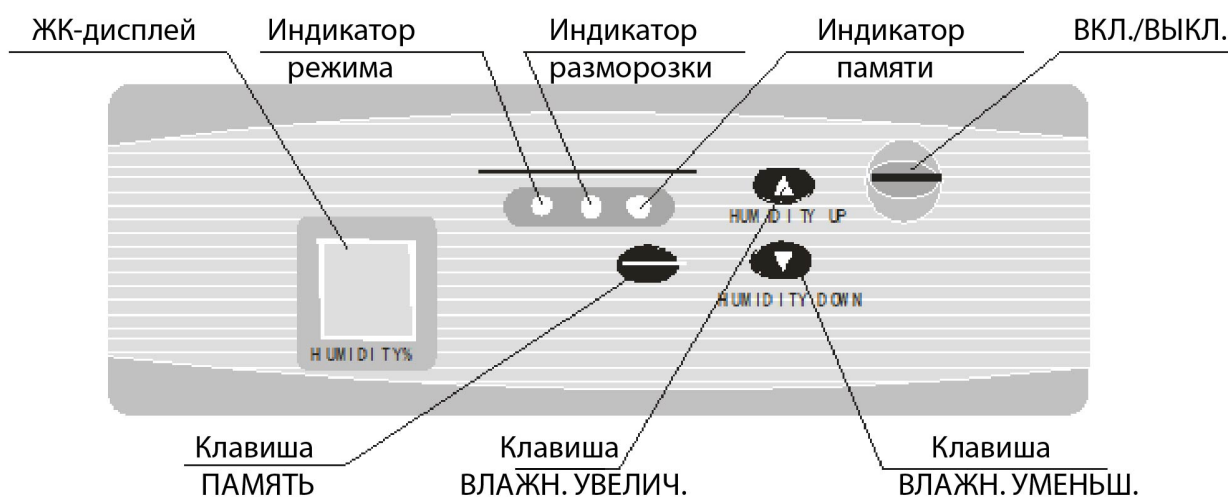 ЖК-дисплей
Индикатор
режима
Индикатор
разморозки
Индикатор
памяти
ВКЛ./ВЫКЛ.
HUMIDITY UP
HUMIDITY DOWN
HUMIDITY%
Клавиша
ПАМЯТЬ
Клавиша
ВЛАЖН. УВЕЛИЧ.
Клавиша
ВЛАЖН. УМЕНЬШ.